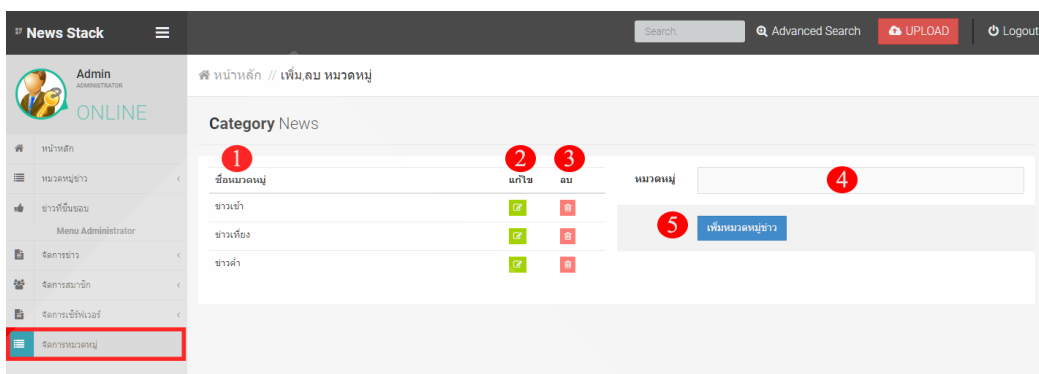 News Stack
Search.
Advanced Search
UPLOAD
Logout
Admin
ADMINISTRATOR
ONLINE
หน้าหลัก // เพิ่ม,ลบ หมวดหมู่
Category News
หน้าหลัก
หมวดหมู่ข่าว
ข่าวที่ชื่นชอบ
Menu Administrator
จัดการข่าว
จัดการสมาชิก
จัดการเซิร์ฟเวอร์
จัดการหมวดหมู่
1 2 3
ชื่อหมวดหมู่ แก้ไข ลบ
ข่าวเช้า
ข่าวเที่ยง
ข่าวค่ำ
หมวดหมู่ 4
5 เพิ่มหมวดหมู่ข่าว